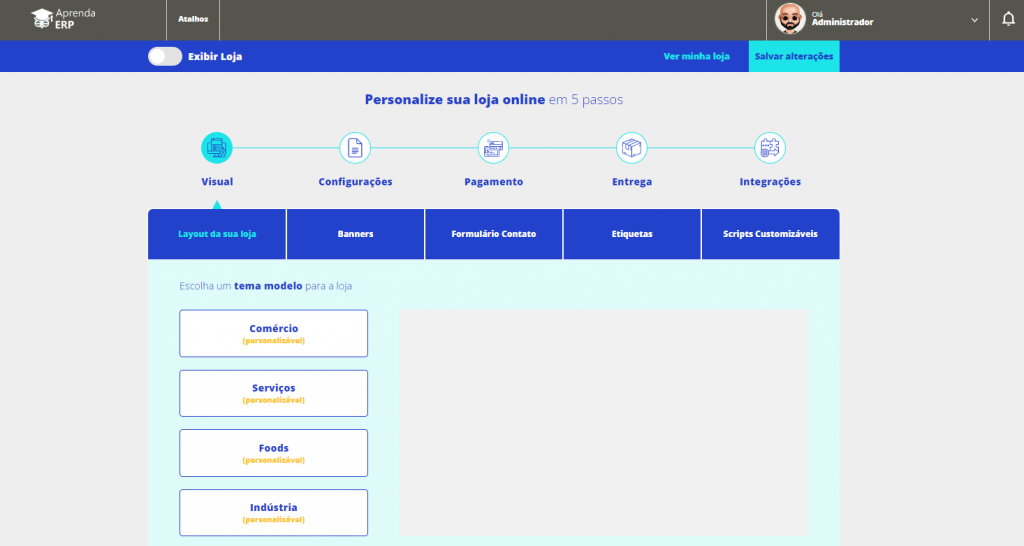 Aprenda
ERP
Atalhos
Olá
Administrador
Exibir Loja
Ver minha loja
Salvar alterações
Personalize sua loja online em 5 passos
Visual
Configurações
Pagamento
Entrega
Integrações
Layout da sua loja
Banners
Formulário Contato
Etiquetas
Scripts Customizáveis
Escolha um tema modelo para a loja
Comércio
(personalizável)
Serviços
(personalizável)
Foods
(personalizável)
Indústria
(personalizável)